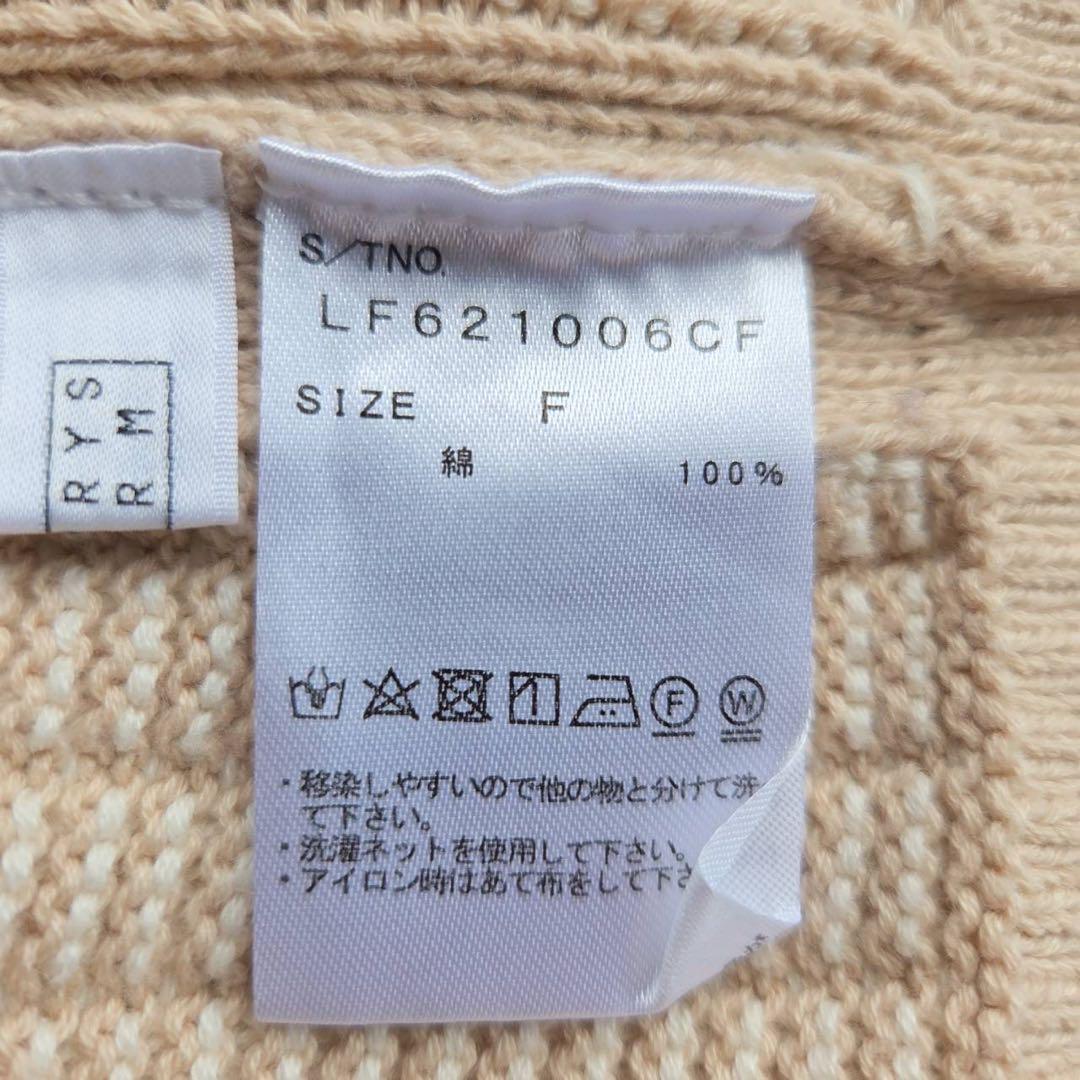 S/TNO.
LF621006CF
SIZE F
綿 100%
1
F
W
・移染しやすいので他の物と分けて洗
て下さい。
・洗濯ネットを使用して下さい。
・アイロン時はあて布をして下さ
RYS
RM